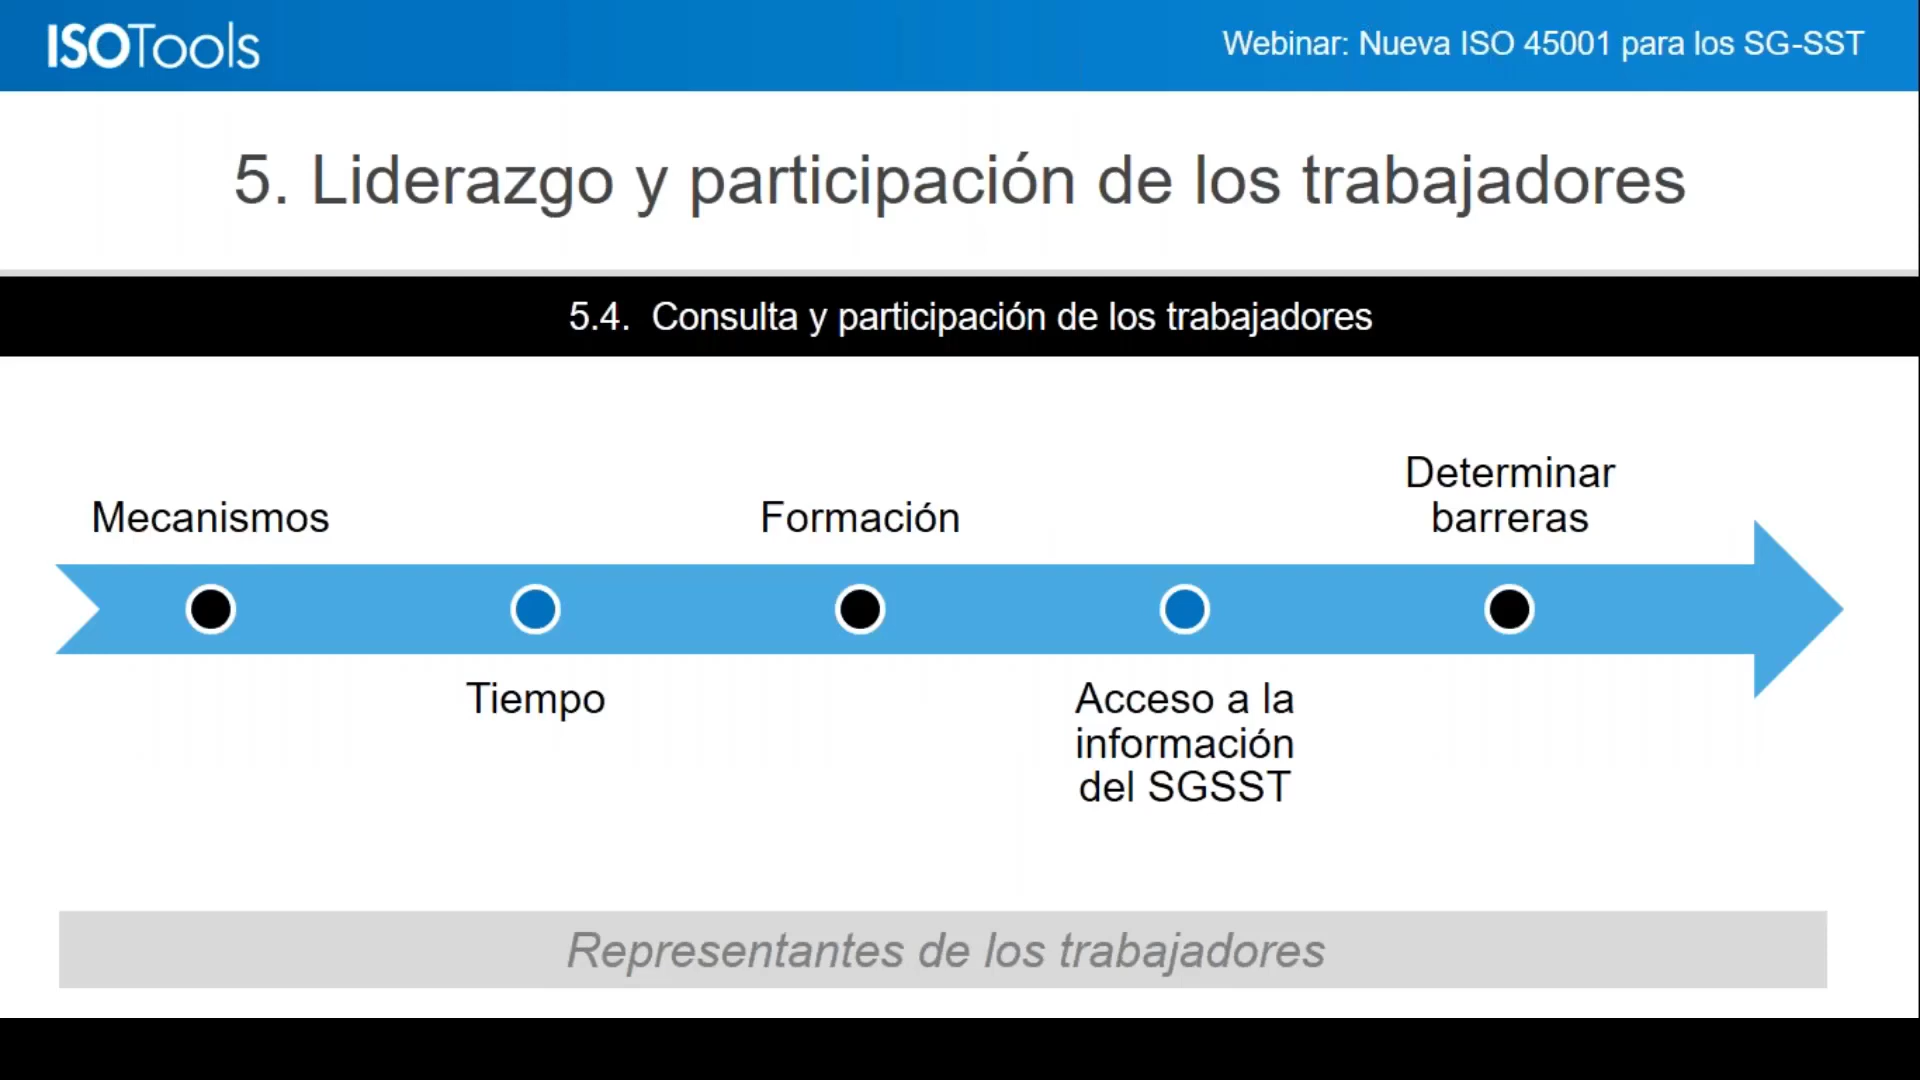 ISOTools
Webinar: Nueva ISO 45001 para los SG-SST
5. Liderazgo y participación de los trabajadores
5.4. Consulta y participación de los trabajadores
Mecanismos
Tiempo
Formación
Acceso a la
información
del SGSST
Determinar
barreras
Representantes de los trabajadores